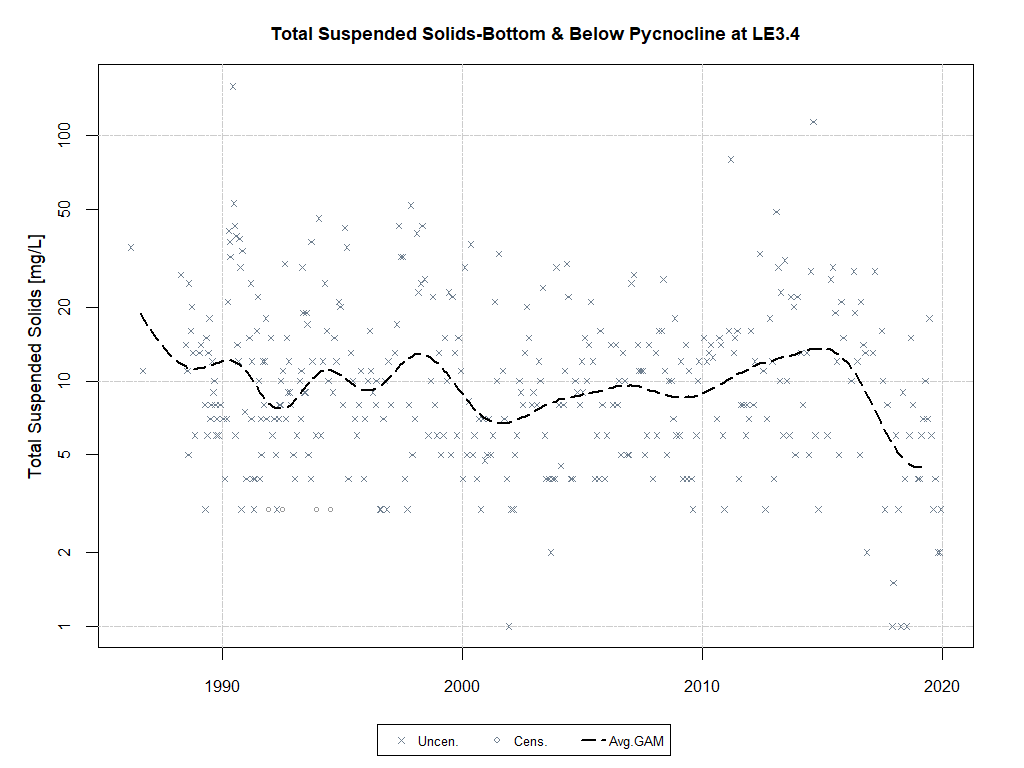 Total Suspended Solids-Bottom & Below Pycnocline at LE3.4
Total Suspended Solids [mg/L]
100
50
20
10
5
2
1
1990 2000 2010 2020
Uncen. Cens. Avg.GAM